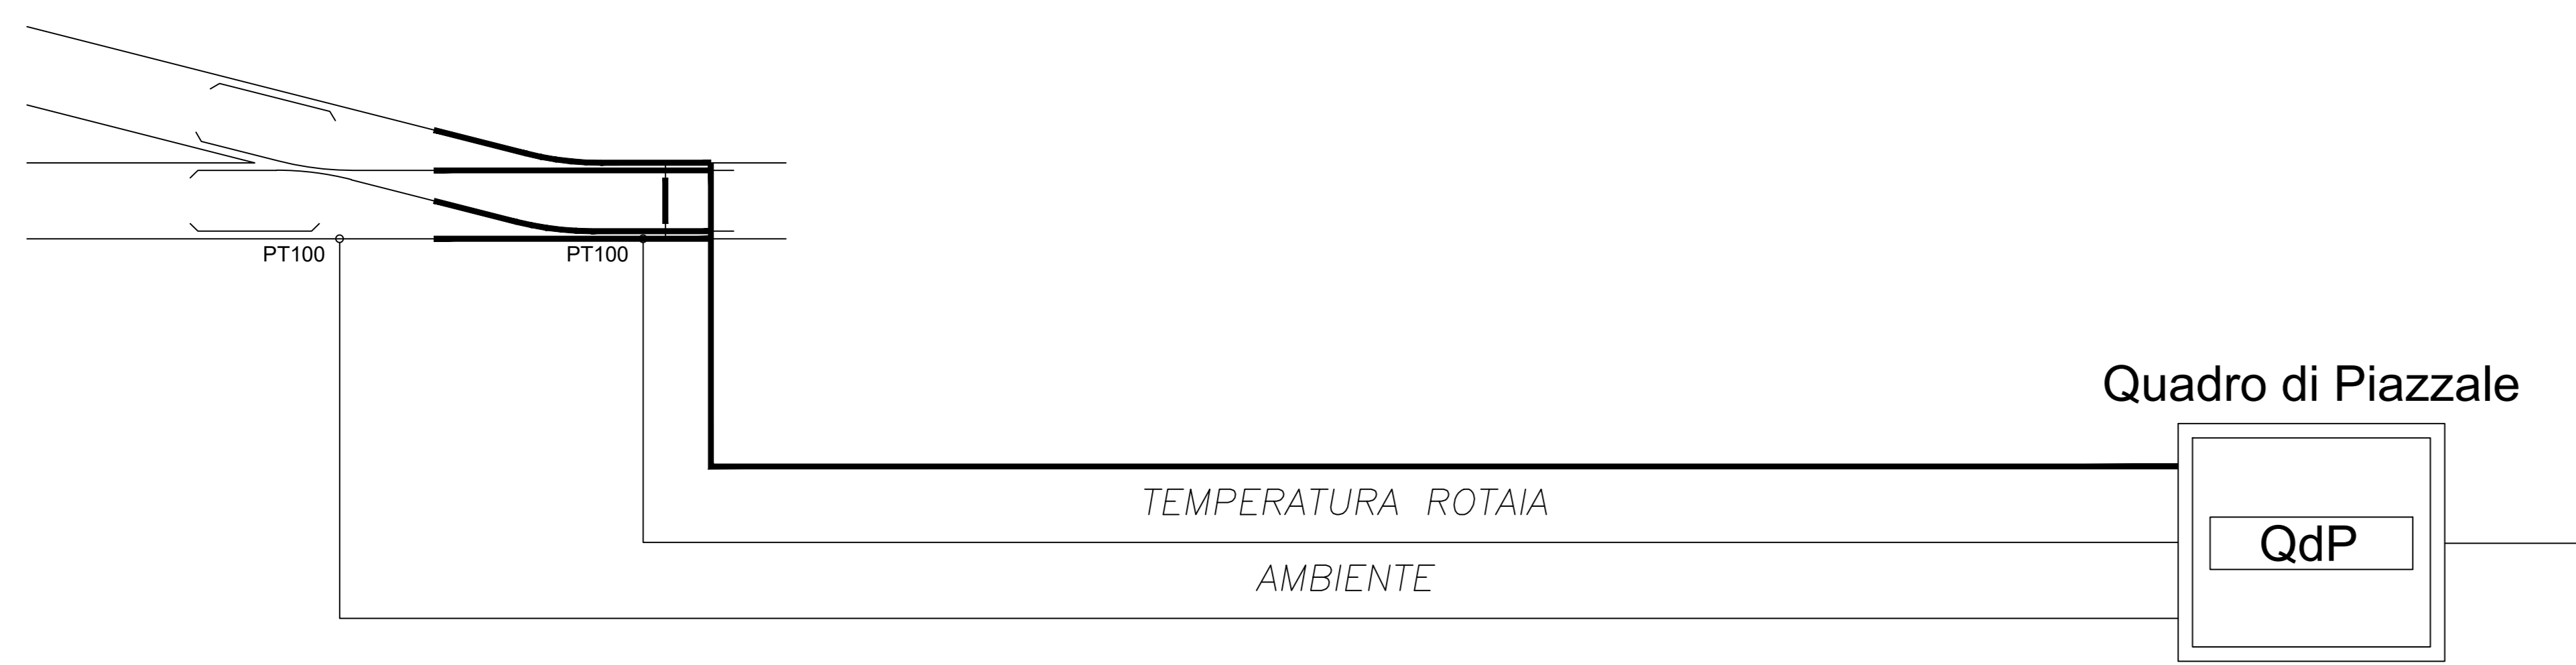 PT100
PT100
Quadro di Piazzale
TEMPERATURA ROTAIA
QdP
AMBIENTE